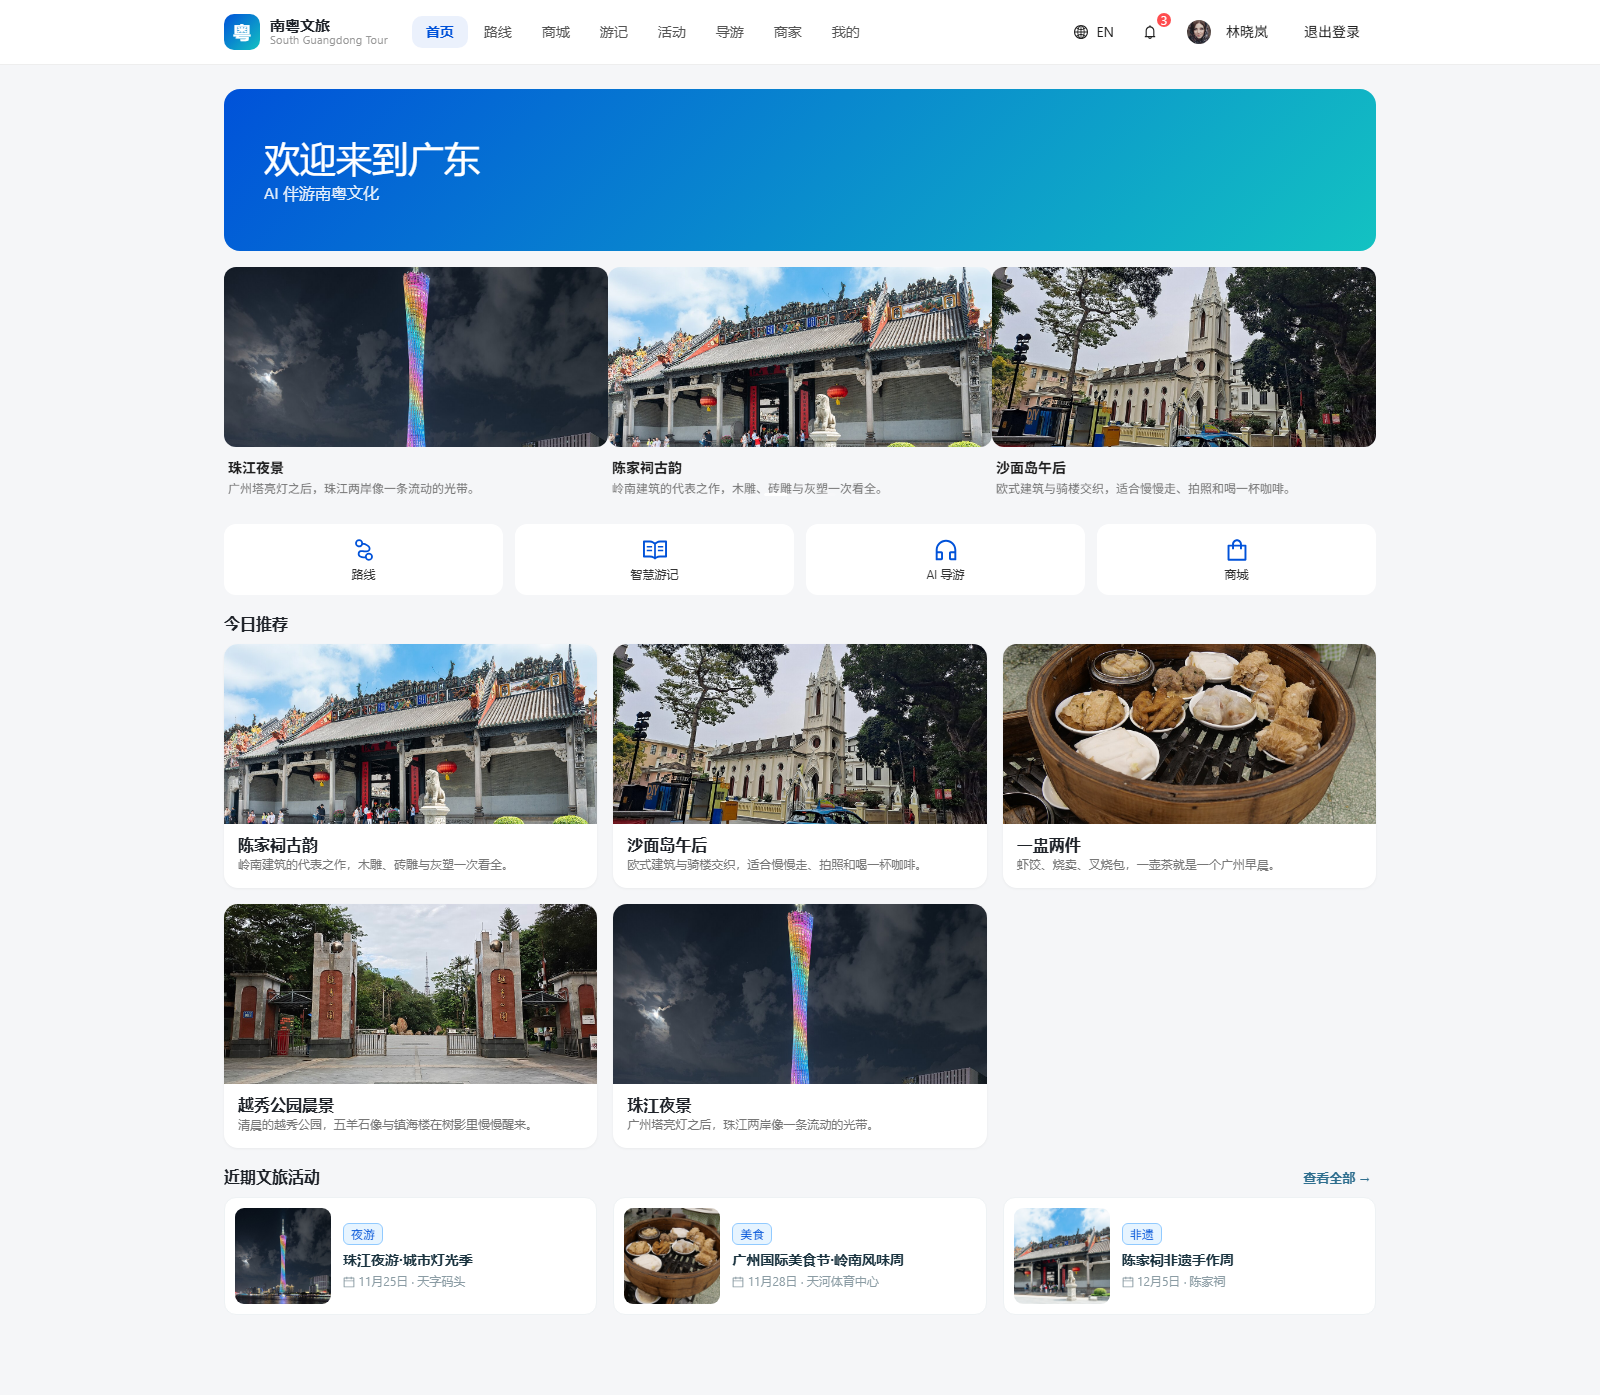 粤
南粤文旅
South Guangdong Tour
首页
路线
商城
游记
活动
导游
商家
我的
EN
3
林晓岚
退出登录
欢迎来到广东
AI 伴游南粤文化
珠江夜景
广州塔亮灯之后，珠江两岸像一条流动的光带。
陈家祠古韵
岭南建筑的代表之作，木雕、砖雕与灰塑一次看全。
沙面岛午后
欧式建筑与骑楼交织，适合慢慢走、拍照和喝一杯咖啡。
路线
智慧游记
AI 导游
商城
今日推荐
陈家祠古韵
岭南建筑的代表之作，木雕、砖雕与灰塑一次看全。
沙面岛午后
欧式建筑与骑楼交织，适合慢慢走、拍照和喝一杯咖啡。
一盅两件
虾饺、烧卖、叉烧包，一壶茶就是一个广州早晨。
越秀公园晨景
清晨的越秀公园，五羊石像与镇海楼在树影里慢慢醒来。
珠江夜景
广州塔亮灯之后，珠江两岸像一条流动的光带。
近期文旅活动
查看全部 →
夜游
珠江夜游·城市灯光季
11月25日 · 天字码头
美食
广州国际美食节·岭南风味周
11月28日 · 天河体育中心
非遗
陈家祠非遗手作周
12月5日 · 陈家祠